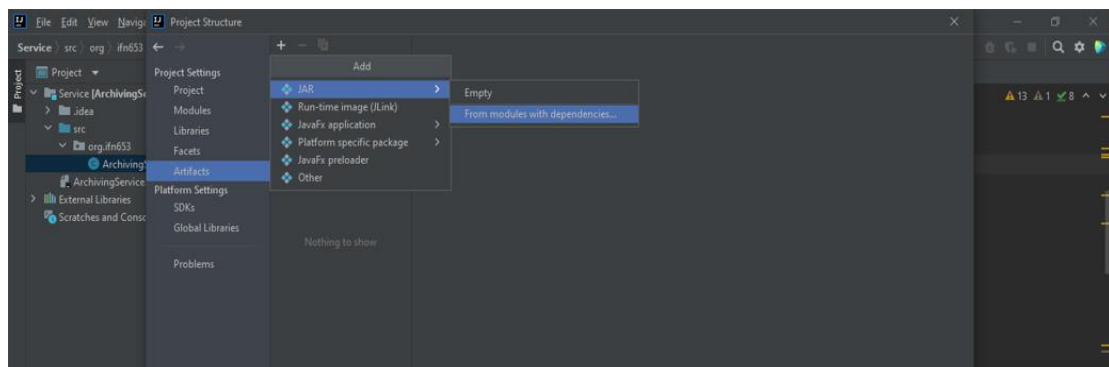 File Edit View Navig Project Structure
Service src org ifn653
Project
Project
Service [ArchivingSe
.idea
src
org.ifn653
Archiving
ArchivingService
External Libraries
Scratches and Conso
Project Settings
Project
Modules
Libraries
Facets
Artifacts
Platform Settings
SDKs
Global Libraries
Problems
Add
JAR
Run-time image (JLink)
JavaFx application
Platform specific package
JavaFx preloader
Other
Nothing to show
Empty
From modules with dependencies...
13 1 8